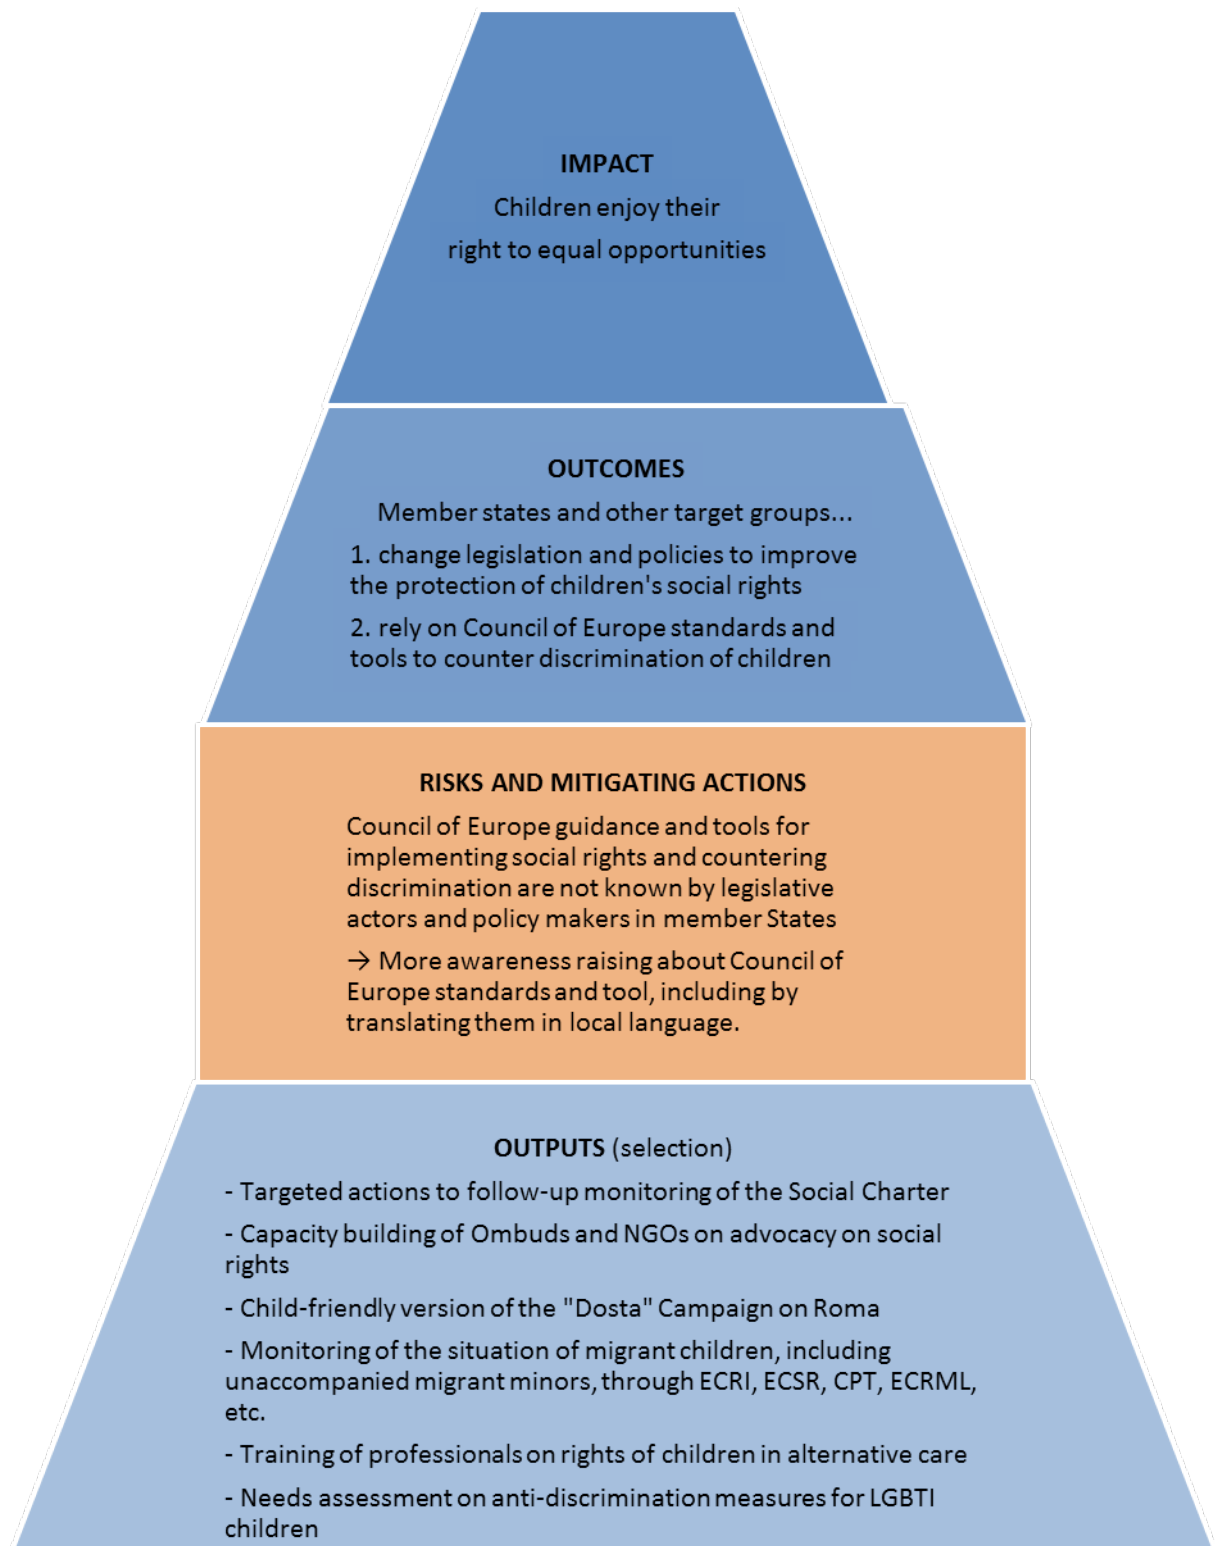 IMPACT
Children enjoy their
right to equal opportunities
OUTCOMES
Member states and other target groups...
1. change legislation and policies to improve
the protection of children's social rights
2. rely on Council of Europe standards and
tools to counter discrimination of children
RISKS AND MITIGATING ACTIONS
Council of Europe guidance and tools for
implementing social rights and countering
discrimination are not known by legislative
actors and policy makers in member States
→ More awareness raising about Council of
Europe standards and tool, including by
translating them in local language.
OUTPUTS (selection)
- Targeted actions to follow-up monitoring of the Social Charter
- Capacity building of Ombuds and NGOs on advocacy on social
rights
- Child-friendly version of the "Dosta" Campaign on Roma
- Monitoring of the situation of migrant children, including
unaccompanied migrant minors, through ECRI, ECSR, CPT, ECRML,
etc.
- Training of professionals on rights of children in alternative care
- Needs assessment on anti-discrimination measures for LGBTI
children